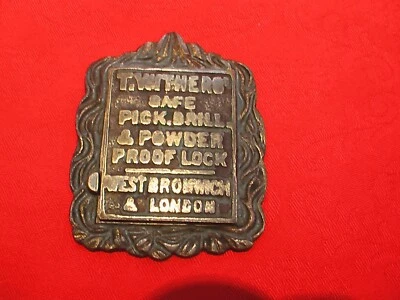 T. WITHERS
SAFE
PICK, DRILL,
& POWDER
PROOF LOCK
WEST BROMWICH
& LONDON